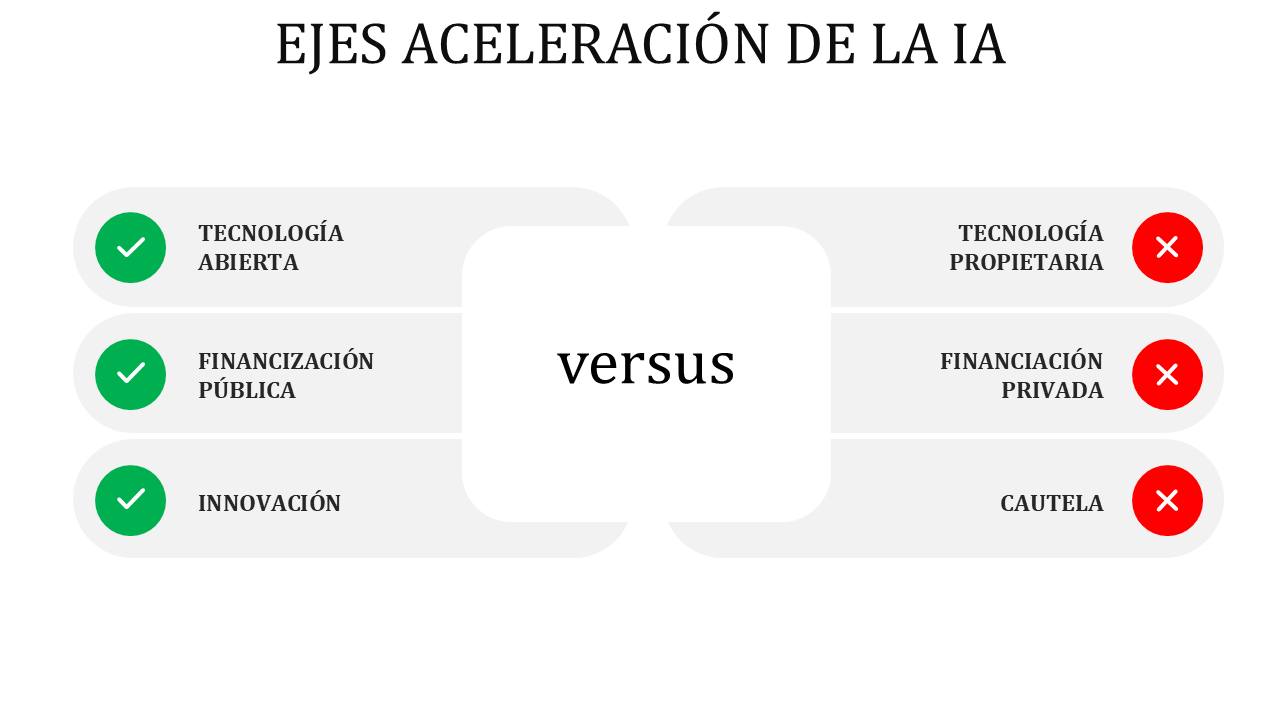 EJES ACELERACIÓN DE LA IA
TECNOLOGÍA
ABIERTA
FINANCIZACIÓN
PÚBLICA
INNOVACIÓN
versus
TECNOLOGÍA
PROPIETARIA
FINANCIACIÓN
PRIVADA
CAUTELA